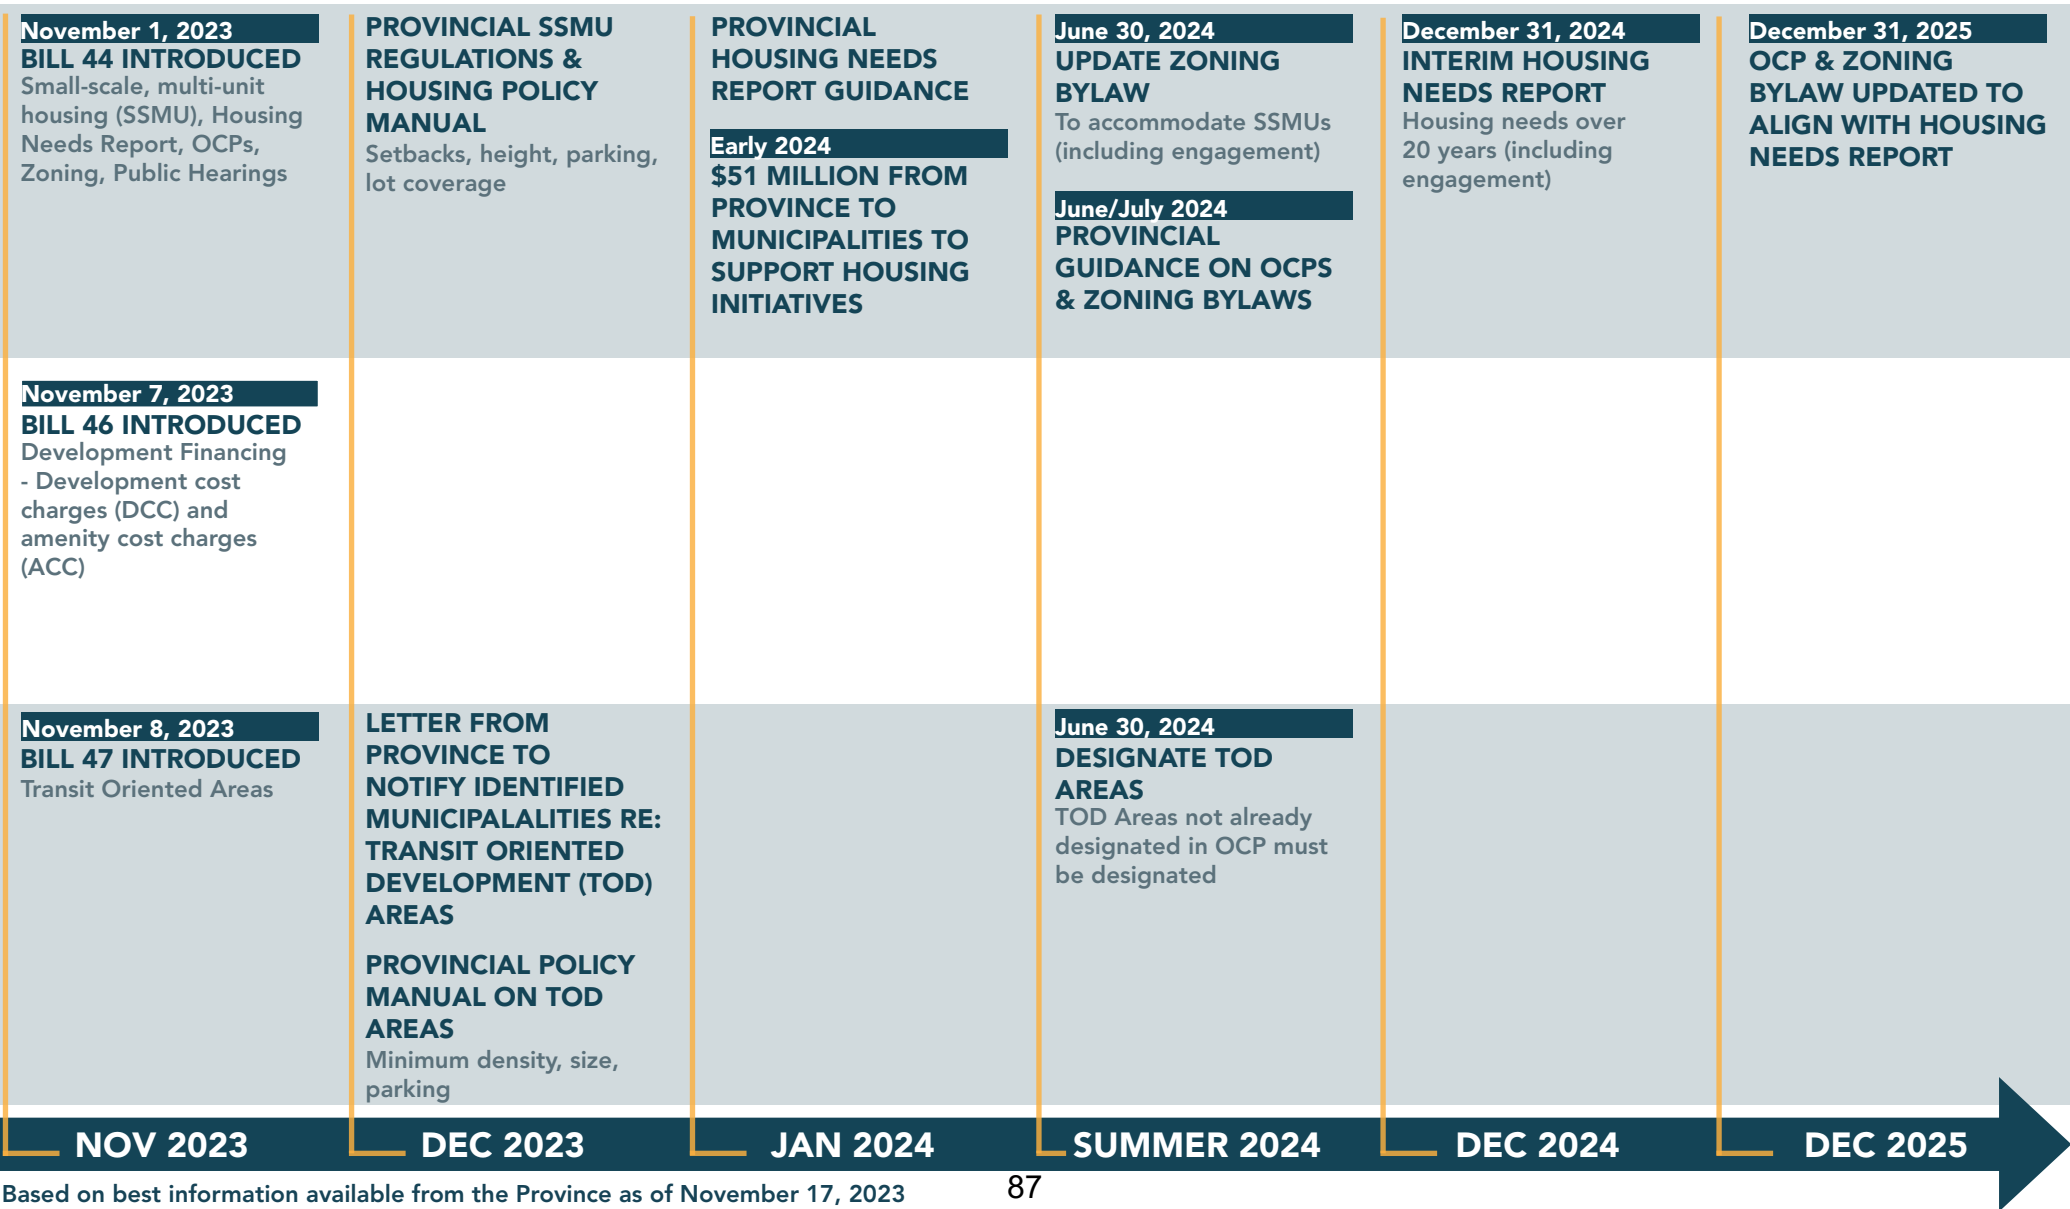 November 1, 2023
BILL 44 INTRODUCED
Small-scale, multi-unit
housing (SSMU), Housing
Needs Report, OCPs,
Zoning, Public Hearings
PROVINCIAL SSMU
REGULATIONS &
HOUSING POLICY
MANUAL
Setbacks, height, parking,
lot coverage
PROVINCIAL
HOUSING NEEDS
REPORT GUIDANCE
Early 2024
$51 MILLION FROM
PROVINCE TO
MUNICIPALITIES TO
SUPPORT HOUSING
INITIATIVES
June 30, 2024
UPDATE ZONING
BYLAW
To accommodate SSMUs
(including engagement)
June/July 2024
PROVINCIAL
GUIDANCE ON OCPS
& ZONING BYLAWS
December 31, 2024
INTERIM HOUSING
NEEDS REPORT
Housing needs over
20 years (including
engagement)
December 31, 2025
OCP & ZONING
BYLAW UPDATED TO
ALIGN WITH HOUSING
NEEDS REPORT
November 7, 2023
BILL 46 INTRODUCED
Development Financing
- Development cost
charges (DCC) and
amenity cost charges
(ACC)
November 8, 2023
BILL 47 INTRODUCED
Transit Oriented Areas
LETTER FROM
PROVINCE TO
NOTIFY IDENTIFIED
MUNICIPALALITIES RE:
TRANSIT ORIENTED
DEVELOPMENT (TOD)
AREAS
PROVINCIAL POLICY
MANUAL ON TOD
AREAS
Minimum density, size,
parking
June 30, 2024
DESIGNATE TOD
AREAS
TOD Areas not already
designated in OCP must
be designated
NOV 2023
DEC 2023
JAN 2024
SUMMER 2024
DEC 2024
DEC 2025
Based on best information available from the Province as of November 17, 2023
87